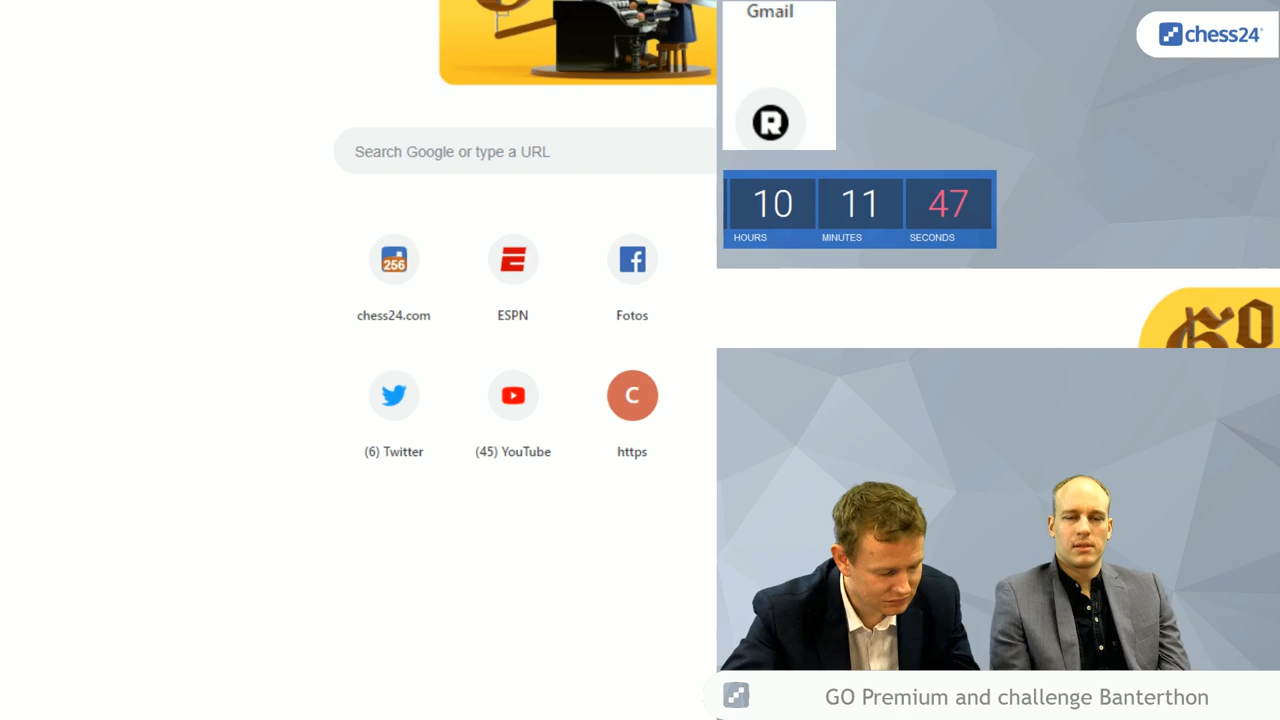 Gmail
chess24
R
Search Google or type a URL
10 11 47
HOURS MINUTES SECONDS
256
chess24.com
ESPN
Fotos
Go
C
(6) Twitter
(45) YouTube
https
GO Premium and challenge Banterthon